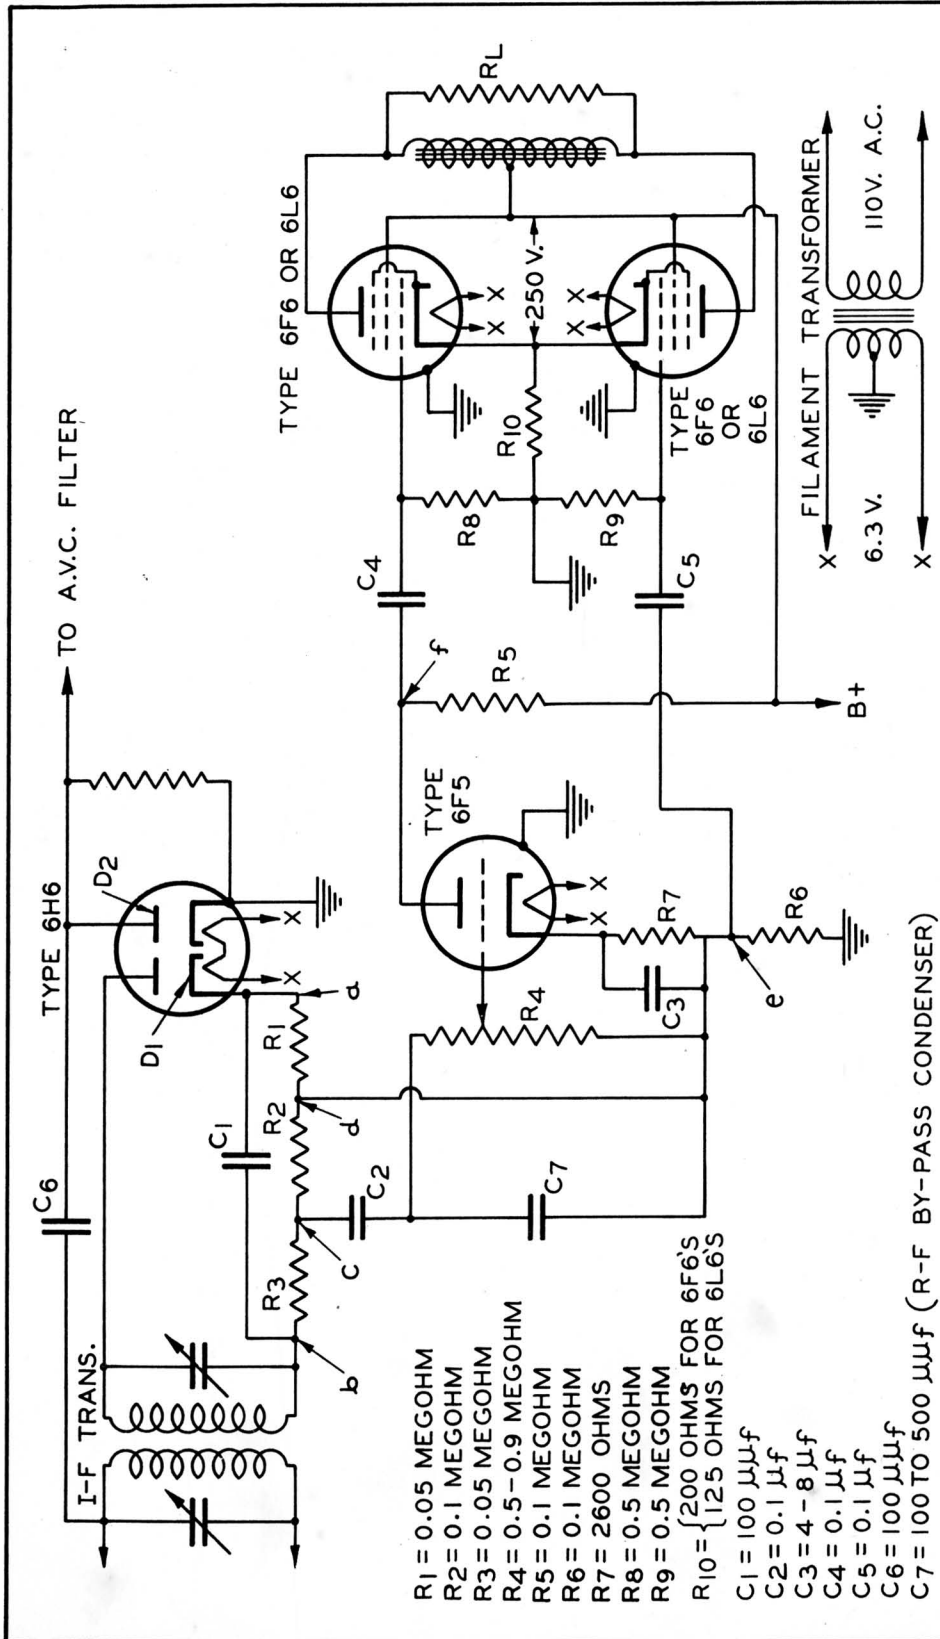 TO A.V.C. FILTER
TYPE 6H6
D2
D1
C6
I-F TRANS.
C1
R3
R2
R1
a
b
c
d
C2
C7
R4
C3
R7
R6
e
TYPE
6F5
f
R5
B+
C4
C5
R8
R9
R10
TYPE 6F6 OR 6L6
TYPE
6F6
OR
6L6
250 V.
RL
X
X
X
X
X
X
X
X
FILAMENT TRANSFORMER
X
6.3 V.
110V. A.C.
X
R1 = 0.05 MEGOHM
R2 = 0.1 MEGOHM
R3 = 0.05 MEGOHM
R4 = 0.5-0.9 MEGOHM
R5 = 0.1 MEGOHM
R6 = 0.1 MEGOHM
R7 = 2600 OHMS
R8 = 0.5 MEGOHM
R9 = 0.5 MEGOHM
R10 = {200 OHMS FOR 6F6'S
{125 OHMS FOR 6L6'S
C1 = 100 µµf
C2 = 0.1 µf
C3 = 4-8 µf
C4 = 0.1 µf
C5 = 0.1 µf
C6 = 100 µµf
C7 = 100 TO 500 µµf (R-F BY-PASS CONDENSER)